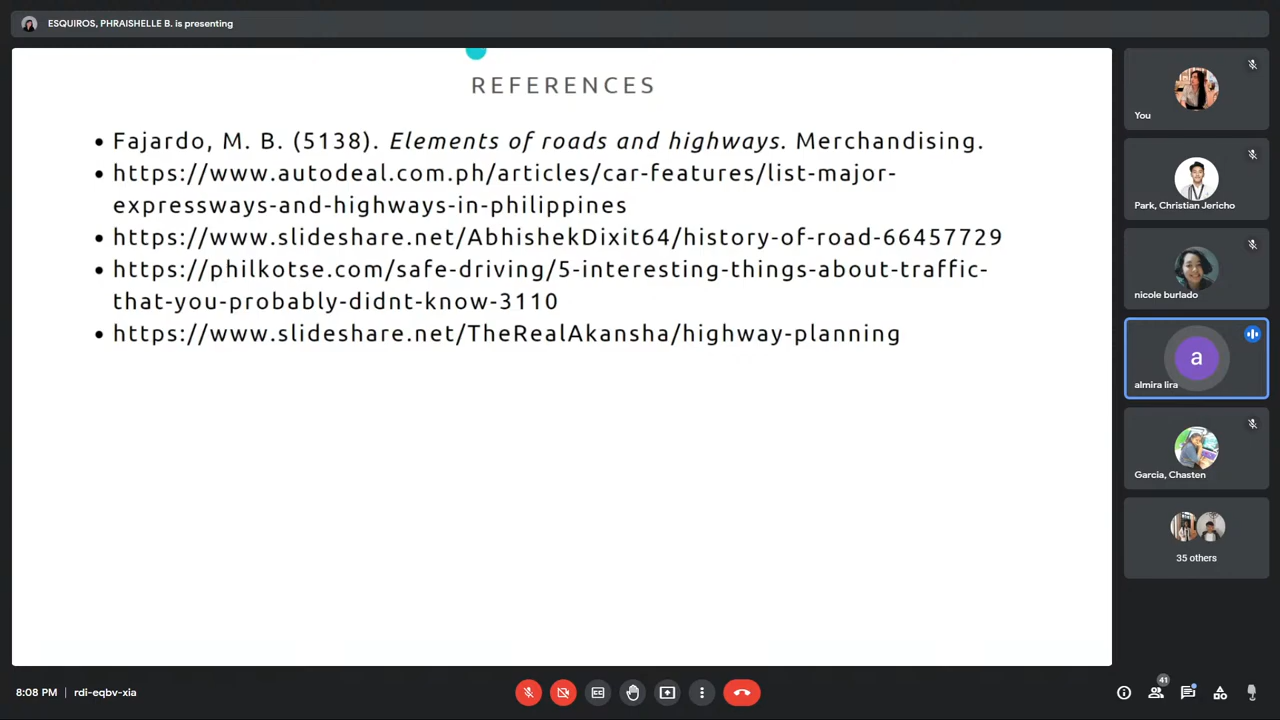 ESQUIROS, PHRAISHELLE B. is presenting
REFERENCES
• Fajardo, M. B. (5138). Elements of roads and highways. Merchandising.
• https://www.autodeal.com.ph/articles/car-features/list-major-
expressways-and-highways-in-philippines
• https://www.slideshare.net/AbhishekDixit64/history-of-road-66457729
• https://philkotse.com/safe-driving/5-interesting-things-about-traffic-
that-you-probably-didnt-know-3110
• https://www.slideshare.net/TheRealAkansha/highway-planning
You
Park, Christian Jericho
nicole burlado
a
almira lira
Garcia, Chasten
35 others
8:08 PM | rdi-eqbv-xia
41